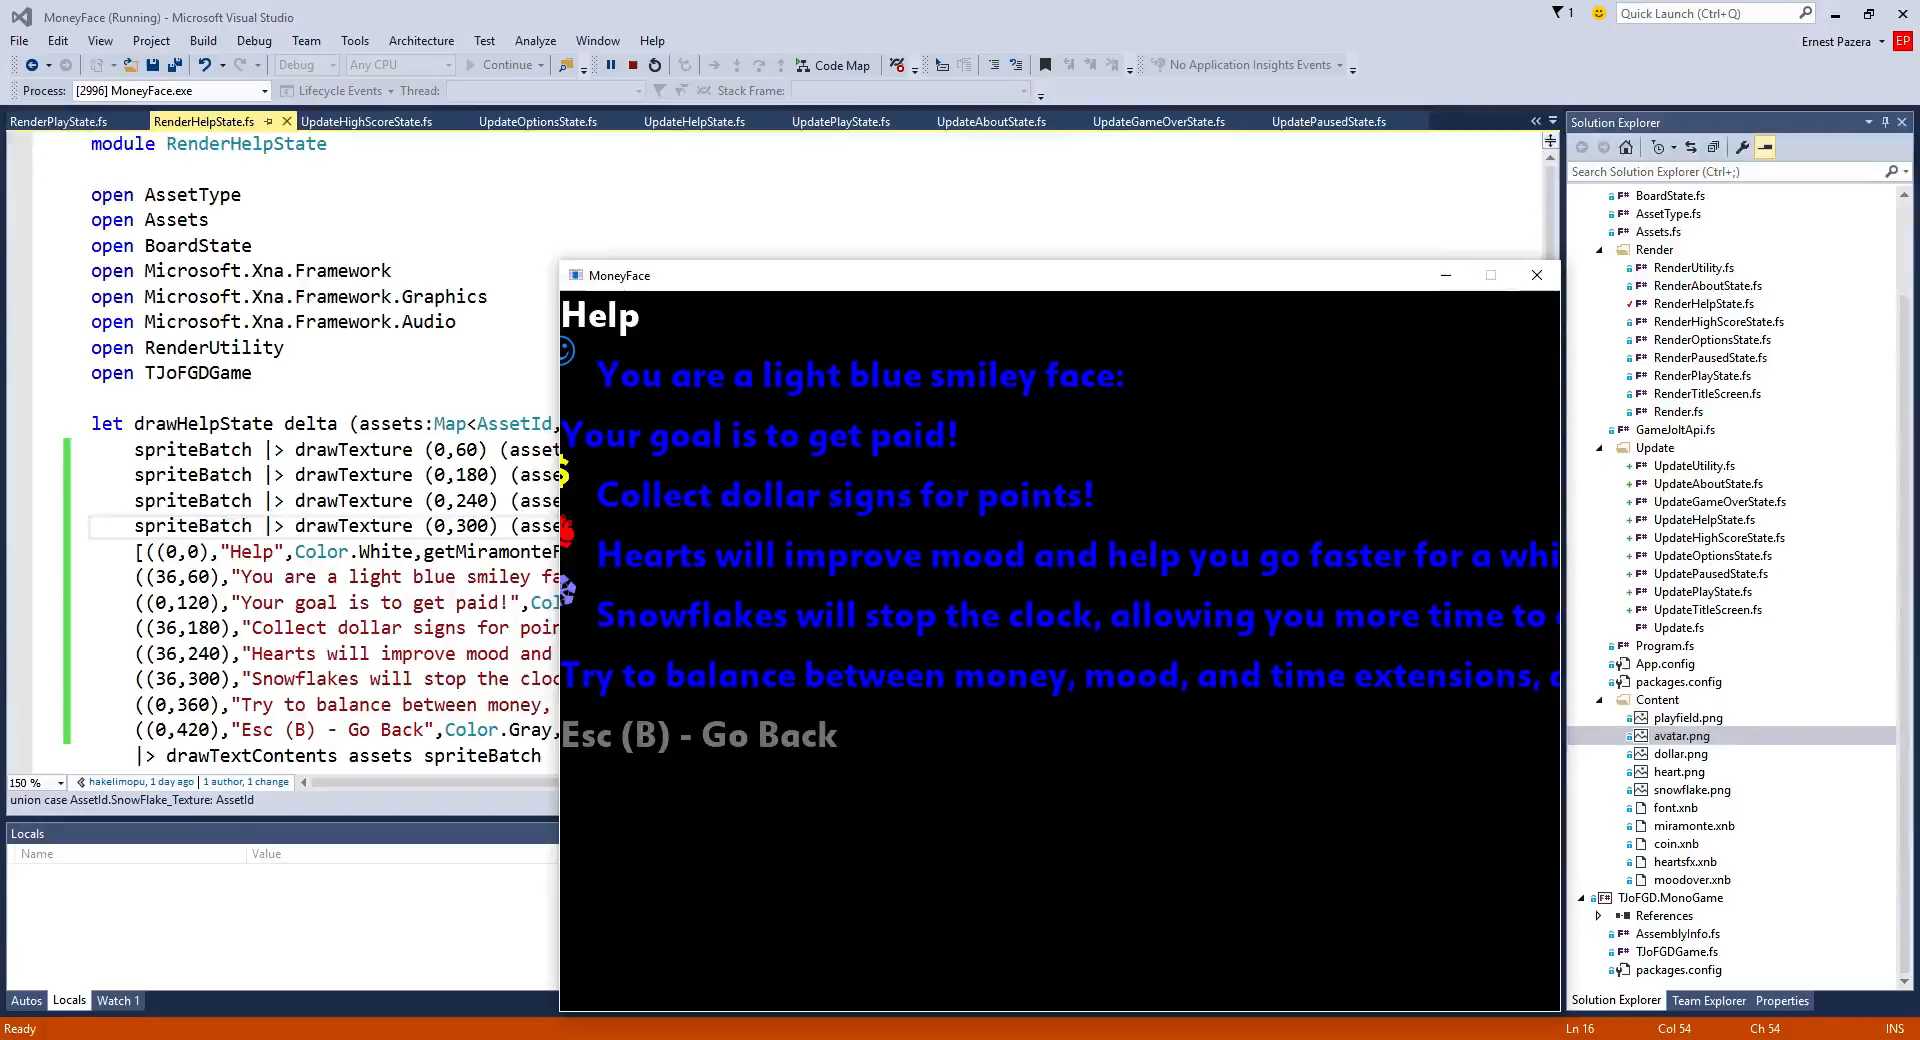 MoneyFace (Running) - Microsoft Visual Studio
1
Quick Launch (Ctrl+Q)
File Edit View Project Build Debug Team Tools Architecture Test Analyze Window Help
Ernest Pazera EP
Debug Any CPU Continue Code Map No Application Insights Events
Process: [2996] MoneyFace.exe Lifecycle Events Thread: Stack Frame:
RenderPlayState.fs RenderHelpState.fs UpdateHighScoreState.fs UpdateOptionsState.fs UpdateHelpState.fs UpdatePlayState.fs UpdateAboutState.fs UpdateGameOverState.fs UpdatePausedState.fs
module RenderHelpState
open AssetType
open Assets
open BoardState
open Microsoft.Xna.Framework
open Microsoft.Xna.Framework.Graphics
open Microsoft.Xna.Framework.Audio
open RenderUtility
open TJoFGDGame
let drawHelpState delta (assets:Map<AssetId,
spriteBatch |> drawTexture (0,60) (asset
spriteBatch |> drawTexture (0,180) (asse
spriteBatch |> drawTexture (0,240) (asse
spriteBatch |> drawTexture (0,300) (asse
[((0,0),"Help",Color.White,getMiramonteF
((36,60),"You are a light blue smiley fa
((0,120),"Your goal is to get paid!",Co
((36,180),"Collect dollar signs for poin
((36,240),"Hearts will improve mood and
((36,300),"Snowflakes will stop the cloc
((0,360),"Try to balance between money,
((0,420),"Esc (B) - Go Back",Color.Gray,
|> drawTextContents assets spriteBatch
150 % hakelimopu, 1 day ago | 1 author, 1 change
union case AssetId.SnowFlake_Texture: AssetId
Locals
Name Value
Autos Locals Watch 1
Ready
MoneyFace
Help
You are a light blue smiley face:
Your goal is to get paid!
$
Collect dollar signs for points!
Hearts will improve mood and help you go faster for a whi
Snowflakes will stop the clock, allowing you more time to
Try to balance between money, mood, and time extensions,
Esc (B) - Go Back
Solution Explorer
Search Solution Explorer (Ctrl+;)
F# BoardState.fs
F# AssetType.fs
F# Assets.fs
Render
F# RenderUtility.fs
F# RenderAboutState.fs
F# RenderHelpState.fs
F# RenderHighScoreState.fs
F# RenderOptionsState.fs
F# RenderPausedState.fs
F# RenderPlayState.fs
F# RenderTitleScreen.fs
F# Render.fs
F# GameJoltApi.fs
Update
F# UpdateUtility.fs
F# UpdateAboutState.fs
F# UpdateGameOverState.fs
F# UpdateHelpState.fs
F# UpdateHighScoreState.fs
F# UpdateOptionsState.fs
F# UpdatePausedState.fs
F# UpdatePlayState.fs
F# UpdateTitleScreen.fs
F# Update.fs
F# Program.fs
App.config
packages.config
Content
playfield.png
avatar.png
dollar.png
heart.png
snowflake.png
font.xnb
miramonte.xnb
coin.xnb
heartsfx.xnb
moodover.xnb
F# TJoFGD.MonoGame
References
F# AssemblyInfo.fs
F# TJoFGDGame.fs
packages.config
Solution Explorer Team Explorer Properties
Ln 16 Col 54 Ch 54 INS